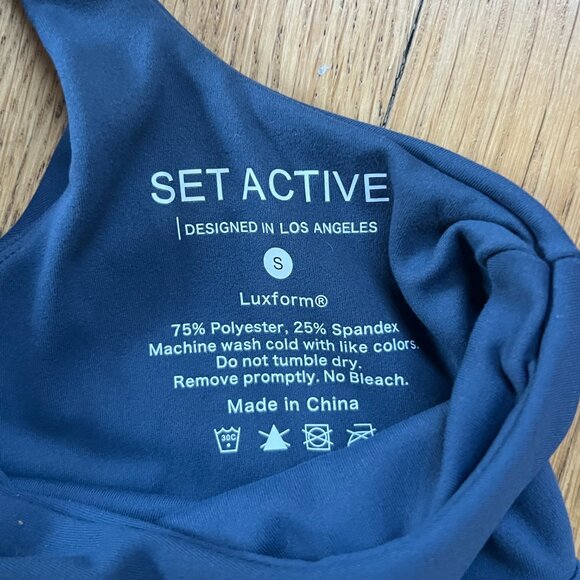 SET ACTIVE
DESIGNED IN LOS ANGELES
S
Luxform®
75% Polyester, 25% Spandex
Machine wash cold with like colors.
Do not tumble dry.
Remove promptly. No Bleach.
Made in China
30C